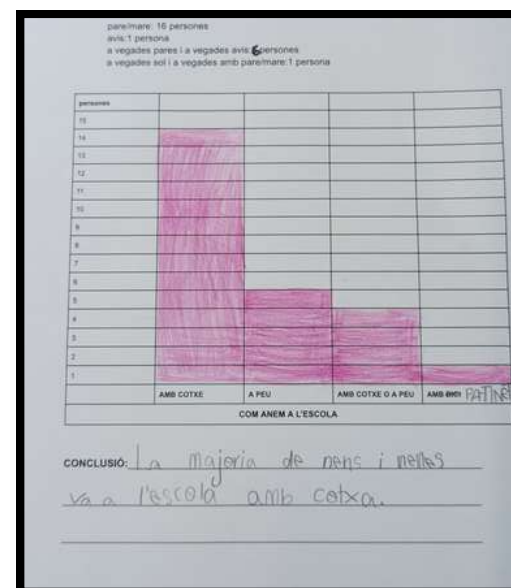 pare/mare: 16 persones
avis:1 persona
a vegades pares i a vegades avis:6 persones
a vegades sol i a vegades amb pare/mare:1 persona
persones
15
14
13
12
11
10
9
8
7
6
5
4
3
2
1
AMB COTXE A PEU AMB COTXE O A PEU AMB BICI PATINET
COM ANEM A L'ESCOLA
CONCLUSIÓ: La majoria de nens i nenes
va a l'escola amb cotxa.